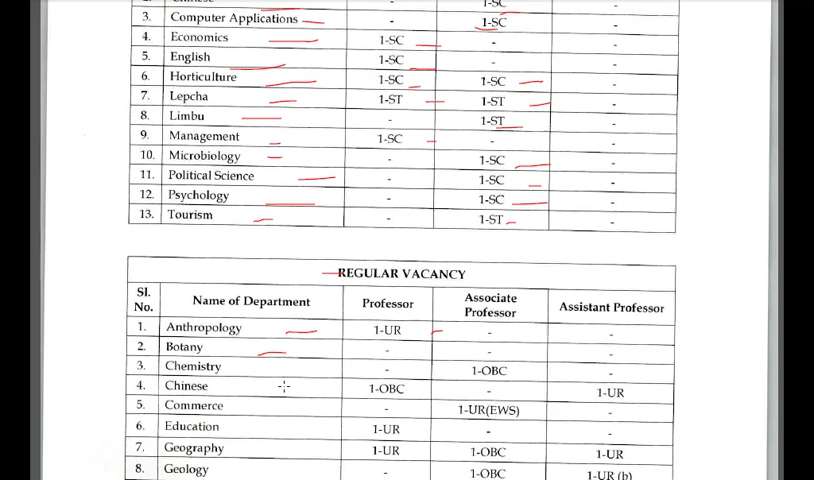 2. Chinese - 1-SC -
3. Computer Applications - 1-SC -
4. Economics 1-SC - -
5. English 1-SC - -
6. Horticulture 1-SC 1-SC -
7. Lepcha 1-ST 1-ST -
8. Limbu - 1-ST -
9. Management 1-SC - -
10. Microbiology - 1-SC -
11. Political Science - 1-SC -
12. Psychology - 1-SC -
13. Tourism - 1-ST -
REGULAR VACANCY
Sl. No. Name of Department Professor Associate Professor Assistant Professor
1. Anthropology 1-UR - -
2. Botany - - -
3. Chemistry - 1-OBC -
4. Chinese 1-OBC - 1-UR
5. Commerce - 1-UR(EWS) -
6. Education 1-UR - -
7. Geography 1-UR 1-OBC 1-UR
8. Geology - 1-OBC 1-UR (b)